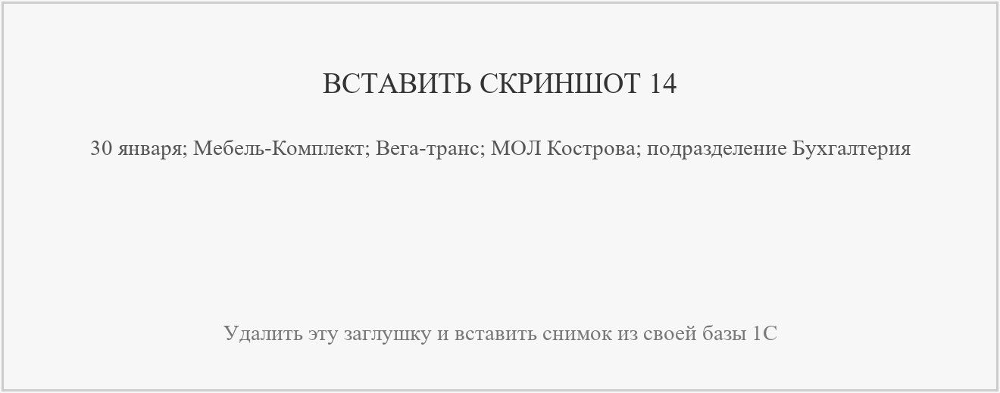 ВСТАВИТЬ СКРИНШОТ 14
30 января; Мебель-Комплект; Вега-транс; МОЛ Кострова; подразделение Бухгалтерия
Удалить эту заглушку и вставить снимок из своей базы 1С